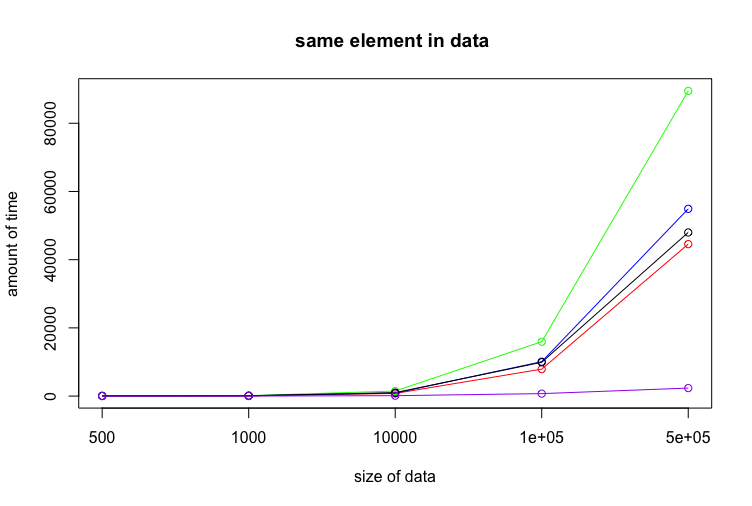 same element in data
amount of time
80000
60000
40000
20000
0
500 1000 10000 1e+05 5e+05
size of data